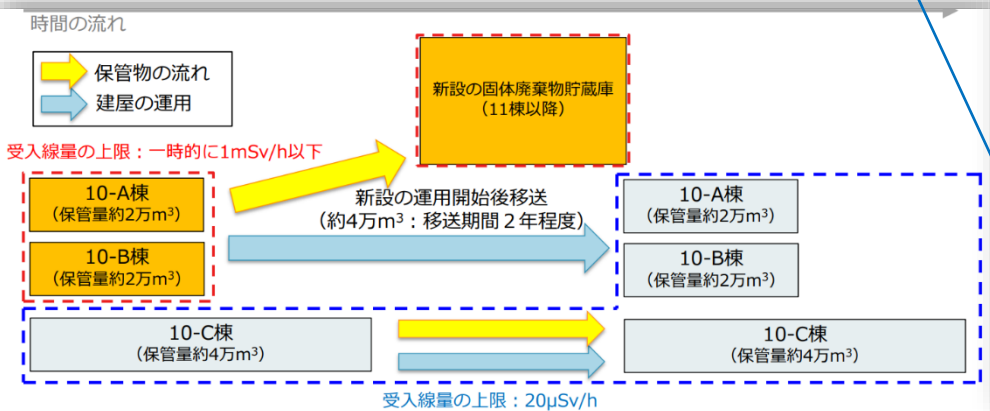 時間の流れ
保管物の流れ
建屋の運用
新設の固体廃棄物貯蔵庫
（11棟以降）
受入線量の上限：一時的に1mSv/h以下
10-A棟
（保管量約2万m³）
10-B棟
（保管量約2万m³）
新設の運用開始後移送
（約4万m³：移送期間２年程度）
10-A棟
（保管量約2万m³）
10-B棟
（保管量約2万m³）
10-C棟
（保管量約4万m³）
10-C棟
（保管量約4万m³）
受入線量の上限：20μSv/h